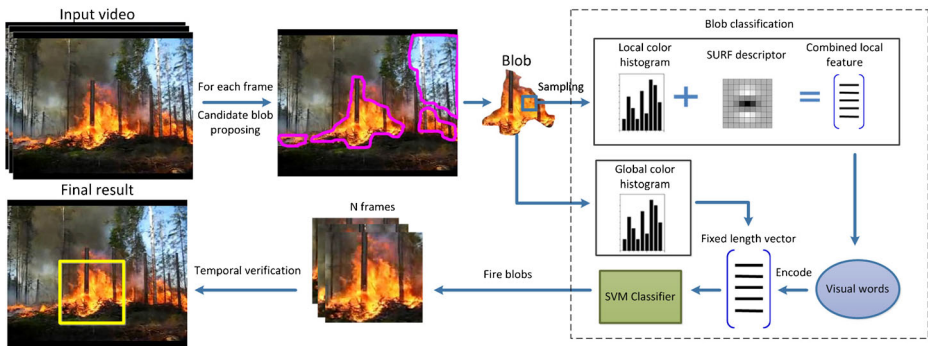 Input video
For each frame
Candidate blob
proposing
Blob
Sampling
Blob classification
Local color
histogram
SURF descriptor
Combined local
feature
Global color
histogram
Fixed length vector
Encode
Visual words
SVM Classifier
Fire blobs
N frames
Temporal verification
Final result